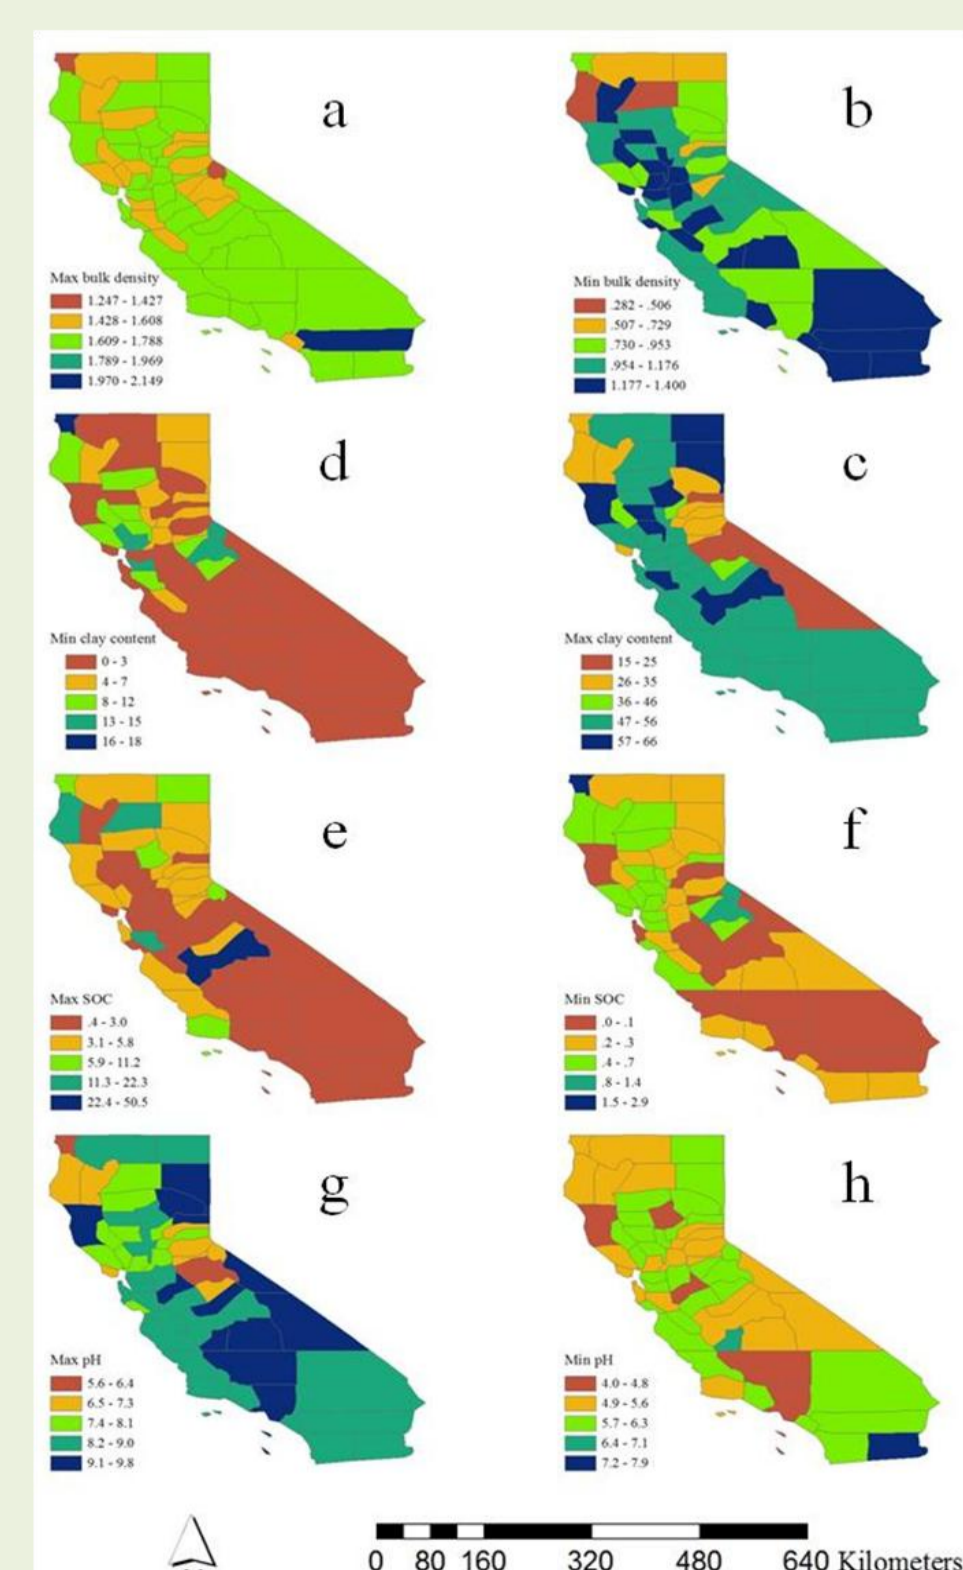 a
Max bulk density
1.247 - 1.427
1.428 - 1.608
1.609 - 1.788
1.789 - 1.969
1.970 - 2.149
b
Min bulk density
.282 - .506
.507 - .729
.730 - .953
.954 - 1.176
1.177 - 1.400
d
Min clay content
0 - 3
4 - 7
8 - 12
13 - 15
16 - 18
c
Max clay content
15 - 25
26 - 35
36 - 46
47 - 56
57 - 66
e
Max SOC
.4 - 3.0
3.1 - 5.8
5.9 - 11.2
11.3 - 22.3
22.4 - 50.5
f
Min SOC
.0 - .1
.2 - .3
.4 - .7
.8 - 1.4
1.5 - 2.9
g
Max pH
5.6 - 6.4
6.5 - 7.3
7.4 - 8.1
8.2 - 9.0
9.1 - 9.8
h
Min pH
4.0 - 4.8
4.9 - 5.6
5.7 - 6.3
6.4 - 7.1
7.2 - 7.9
0 80 160 320 480 640 Kilometers